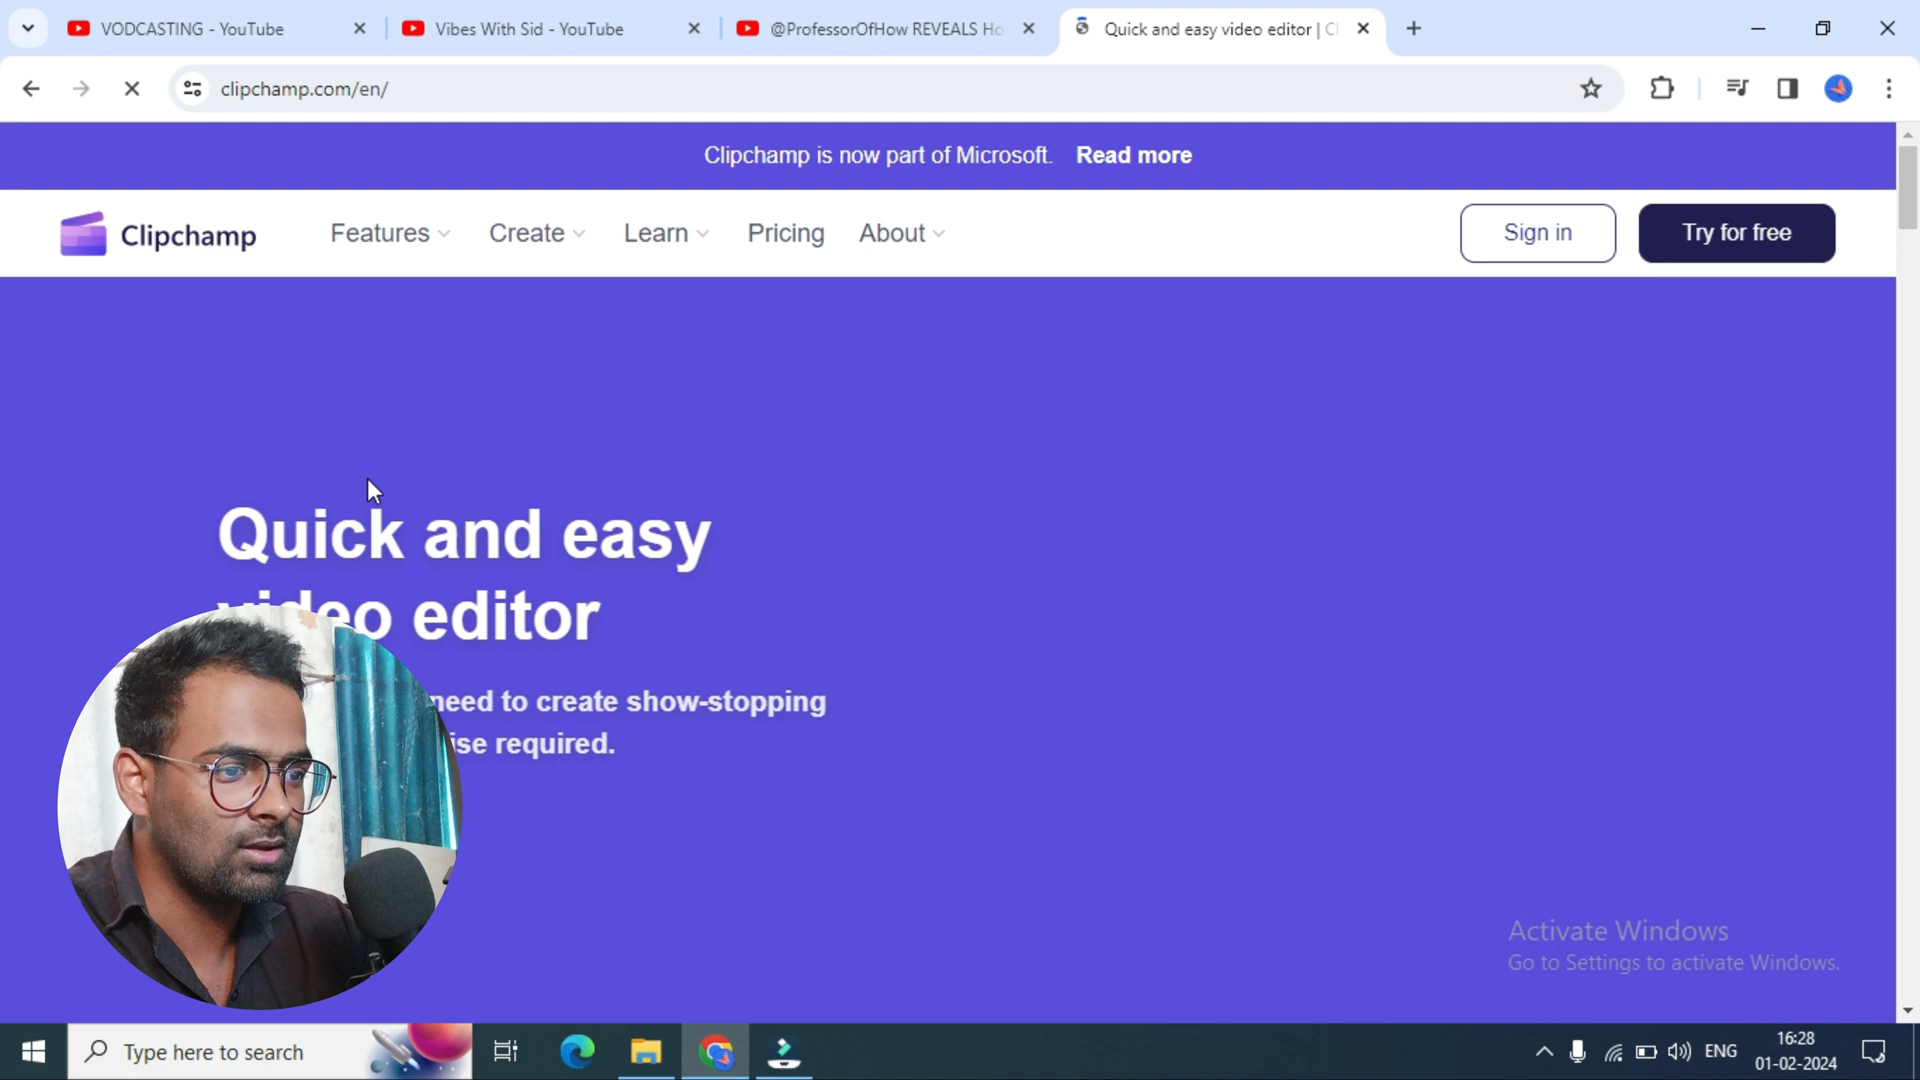 VODCASTING - YouTube
Vibes With Sid - YouTube
@ProfessorOfHow REVEALS Ho
Quick and easy video editor | Cl
clipchamp.com/en/
Clipchamp is now part of Microsoft. Read more
Clipchamp
Features
Create
Learn
Pricing
About
Sign in
Try for free
Quick and easy
video editor
need to create show-stopping
ise required.
Activate Windows
Go to Settings to activate Windows.
Type here to search
ENG
16:28
01-02-2024